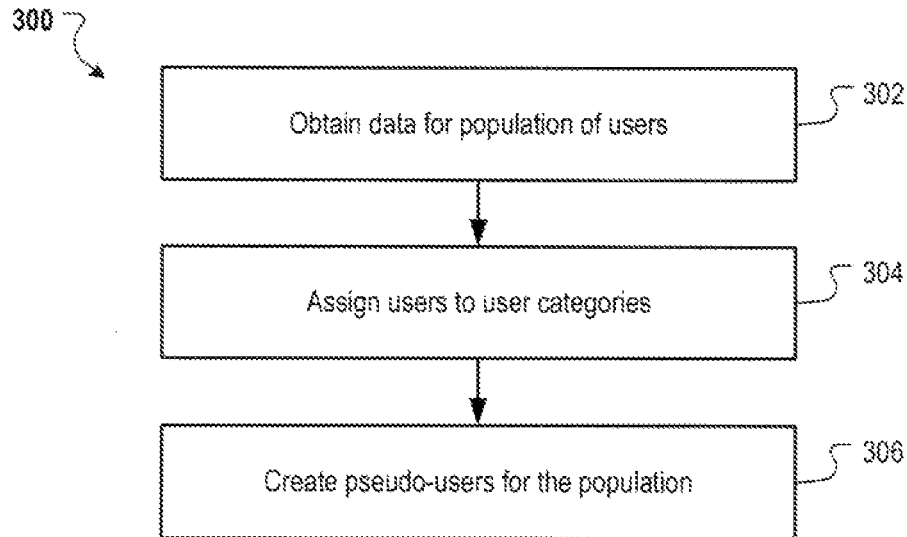 300
Obtain data for population of users
302
Assign users to user categories
304
Create pseudo-users for the population
306